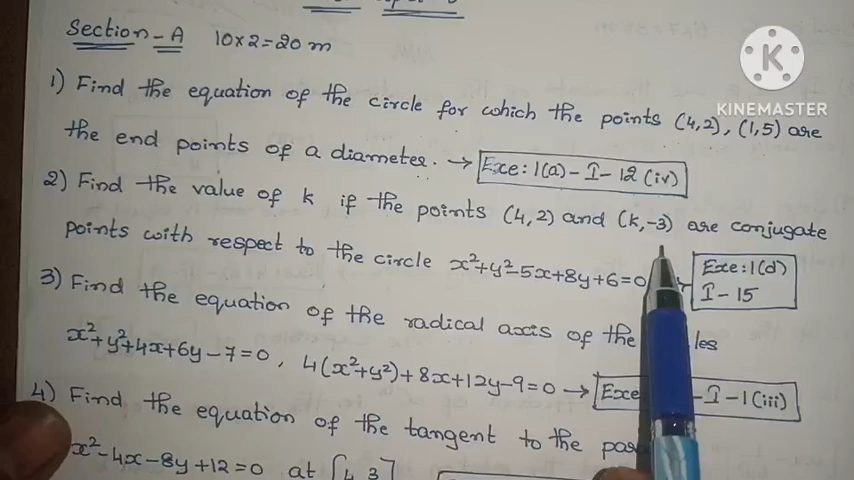 Section-A 10×2=20 m
KINEMASTER
1) Find the equation of the circle for which the points (4,2), (1,5) are
the end points of a diameter. → Exe: 1(a)-I-12(iv)
2) Find the value of k if the points (4,2) and (k,-3) are conjugate
points with respect to the circle x²+y²-5x+8y+6=0 Exe: 1(d)
I-15
3) Find the equation of the radical axis of the
x²+y²+4x+6y-7=0, 4(x²+y²)+8x+12y-9=0 → Exe -I-1(iii)
4) Find the equation of the tangent to the
x²-4x-8y+12=0 at